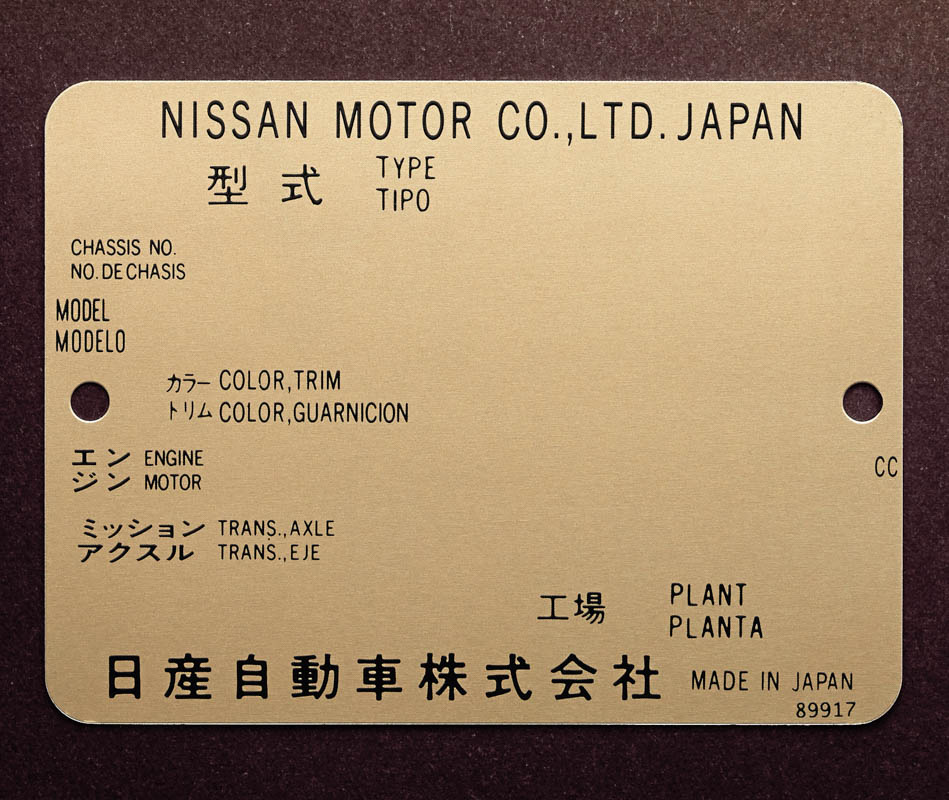 NISSAN MOTOR CO.,LTD. JAPAN
型式 TYPE
TIPO
CHASSIS NO.
NO. DE CHASIS
MODEL
MODELO
カラー COLOR,TRIM
トリム COLOR,GUARNICION
エン ENGINE
ジン MOTOR
CC
ミッション TRANS.,AXLE
アクスル TRANS.,EJE
工場 PLANT
PLANTA
日産自動車株式会社 MADE IN JAPAN
89917